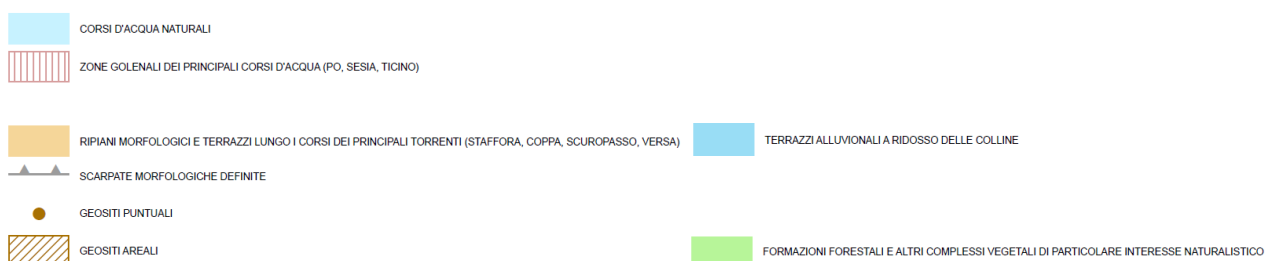 CORSI D'ACQUA NATURALI
ZONE GOLENALI DEI PRINCIPALI CORSI D'ACQUA (PO, SESIA, TICINO)
RIPIANI MORFOLOGICI E TERRAZZI LUNGO I CORSI DEI PRINCIPALI TORRENTI (STAFFORA, COPPA, SCUROPASSO, VERSA)
TERRAZZI ALLUVIONALI A RIDOSSO DELLE COLLINE
SCARPATE MORFOLOGICHE DEFINITE
GEOSITI PUNTUALI
GEOSITI AREALI
FORMAZIONI FORESTALI E ALTRI COMPLESSI VEGETALI DI PARTICOLARE INTERESSE NATURALISTICO